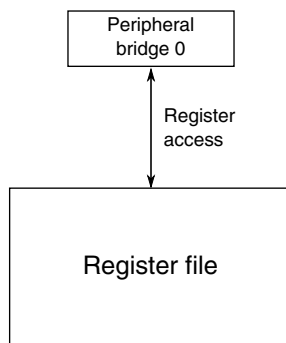 Peripheral
bridge 0
Register
access
Register file